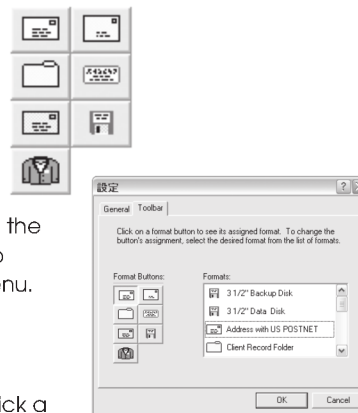 設定
General Toolbar
Click on a format button to see its assigned format. To change the
button's assignment, select the desired format from the list of formats.
Format Buttons:
Formats:
3 1/2" Backup Disk
3 1/2" Data Disk
Address with US POSTNET
Client Record Folder
OK Cancel
the
enu.
ick a